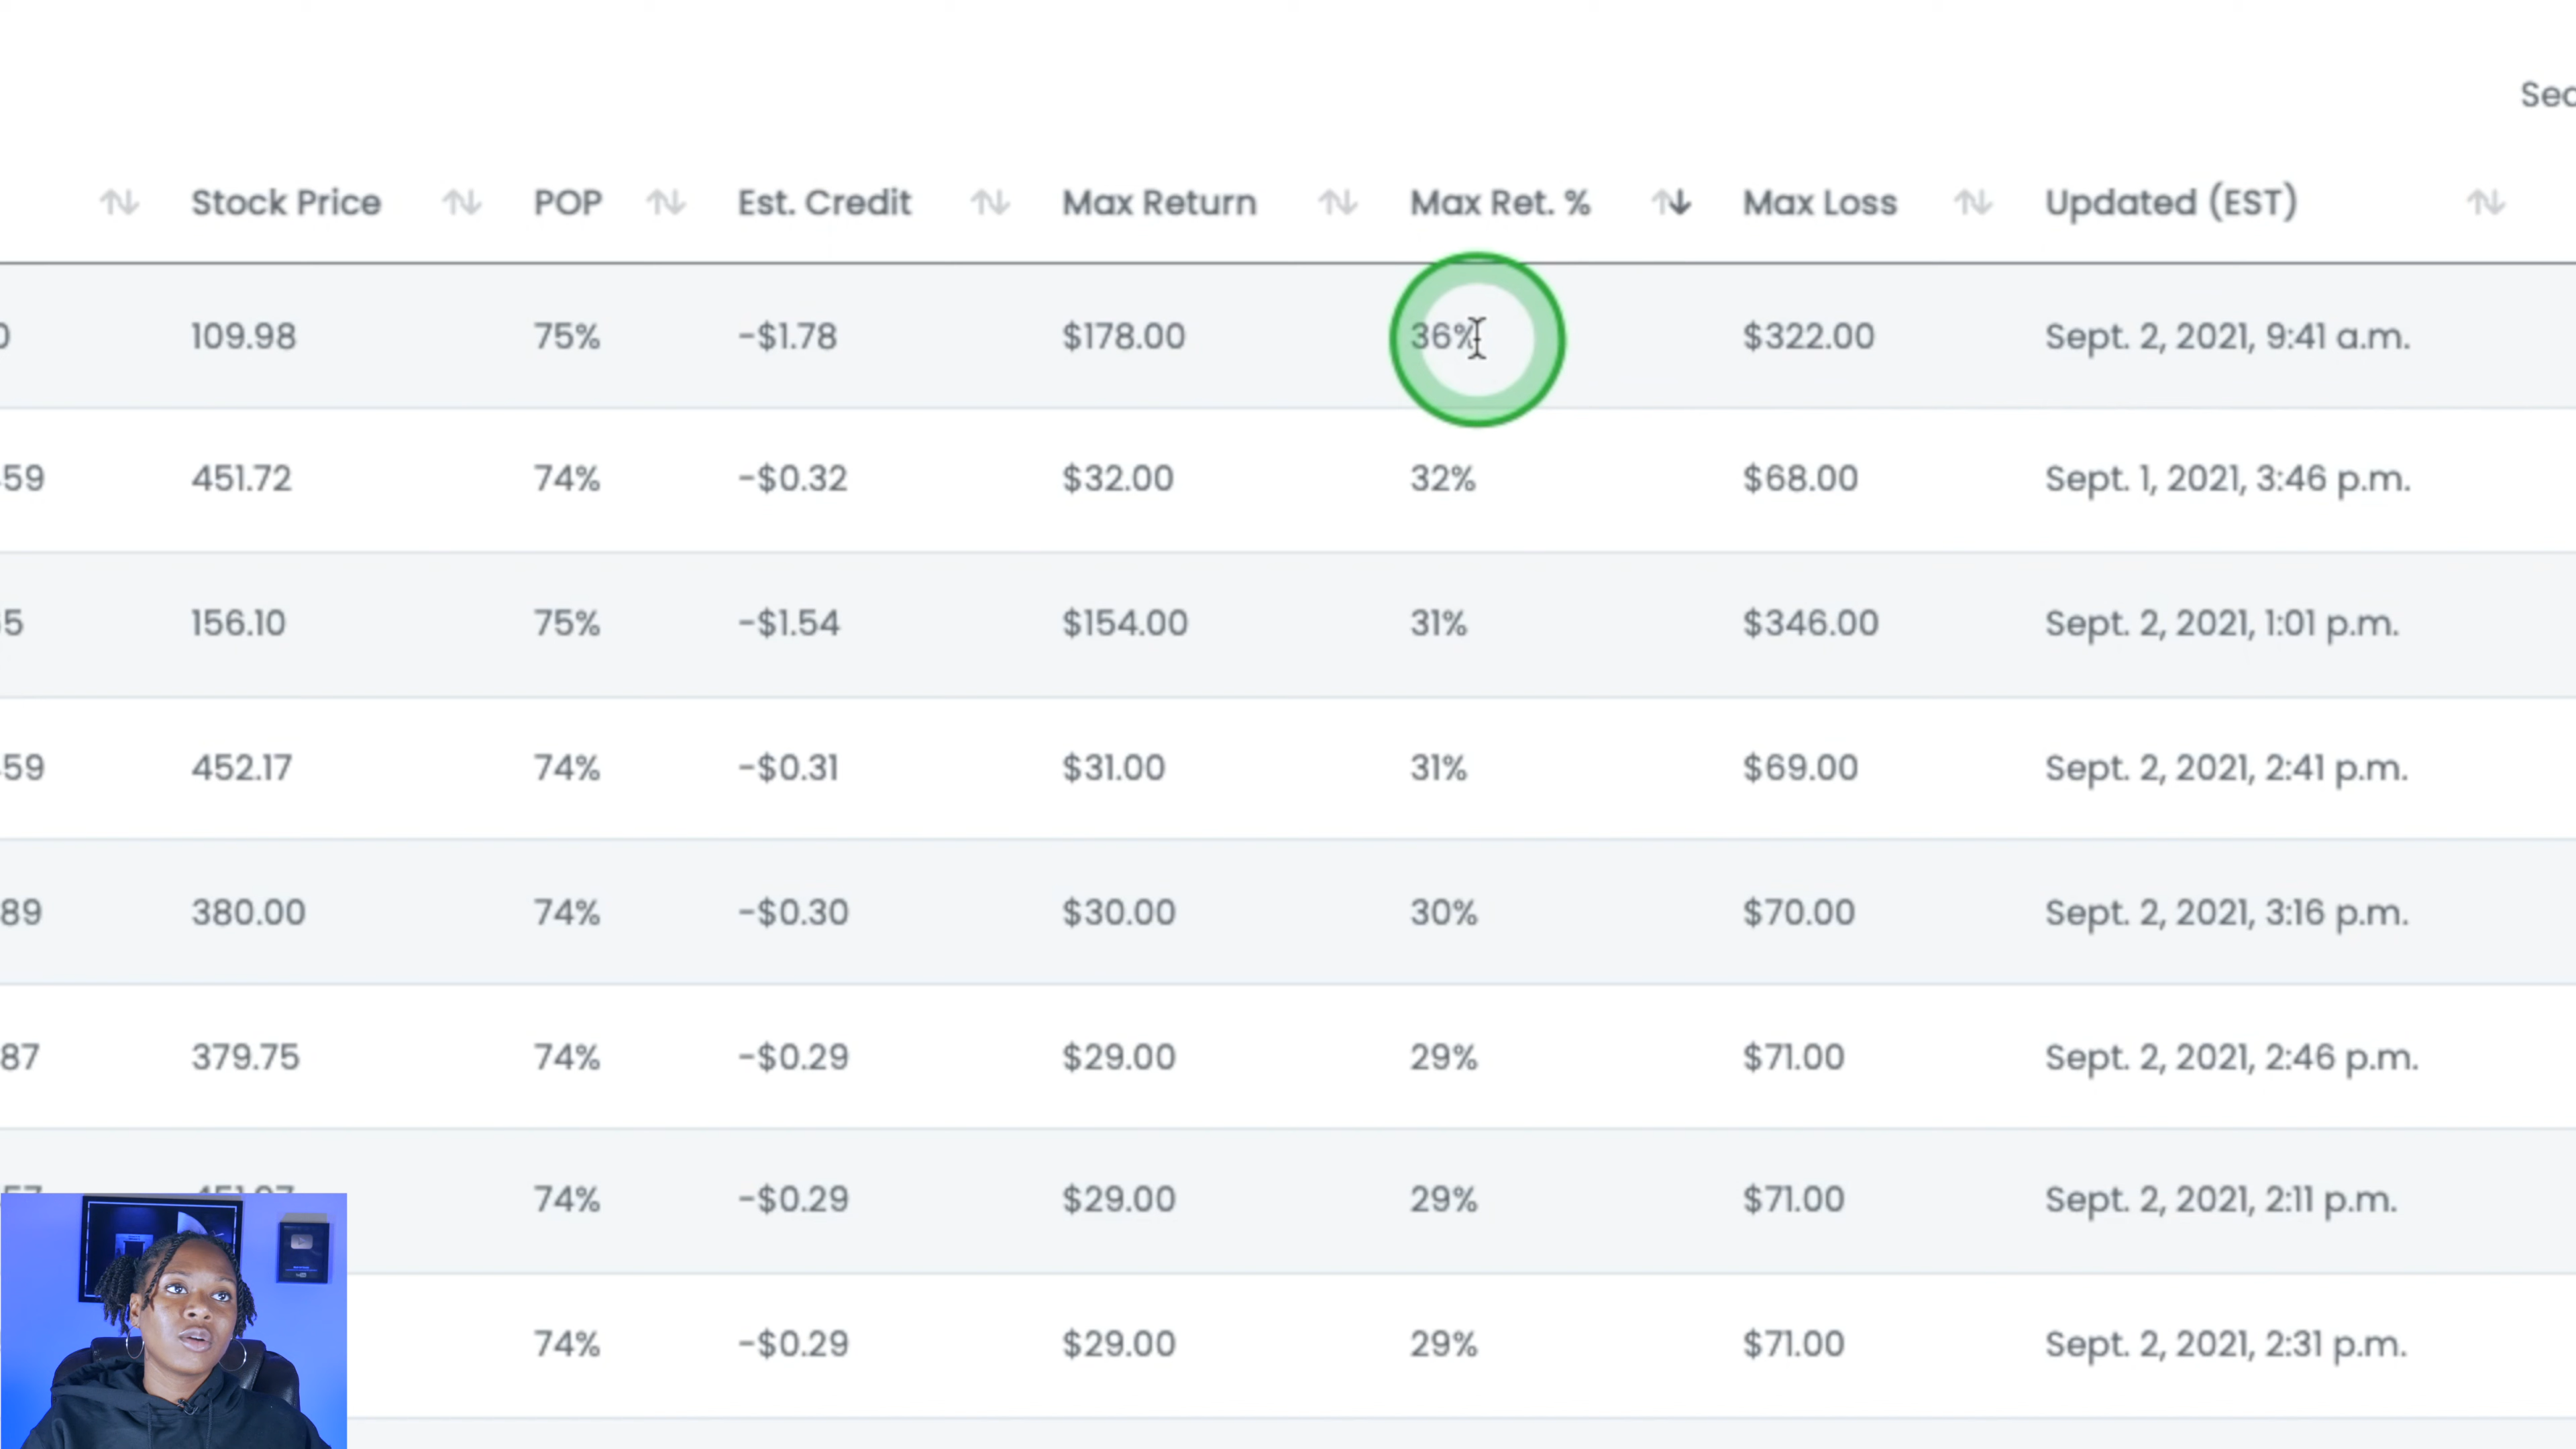 Sec
Stock Price POP Est. Credit Max Return Max Ret. % Max Loss Updated (EST)
0 109.98 75% -$1.78 $178.00 36% $322.00 Sept. 2, 2021, 9:41 a.m.
459 451.72 74% -$0.32 $32.00 32% $68.00 Sept. 1, 2021, 3:46 p.m.
5 156.10 75% -$1.54 $154.00 31% $346.00 Sept. 2, 2021, 1:01 p.m.
459 452.17 74% -$0.31 $31.00 31% $69.00 Sept. 2, 2021, 2:41 p.m.
89 380.00 74% -$0.30 $30.00 30% $70.00 Sept. 2, 2021, 3:16 p.m.
87 379.75 74% -$0.29 $29.00 29% $71.00 Sept. 2, 2021, 2:46 p.m.
74% -$0.29 $29.00 29% $71.00 Sept. 2, 2021, 2:11 p.m.
74% -$0.29 $29.00 29% $71.00 Sept. 2, 2021, 2:31 p.m.